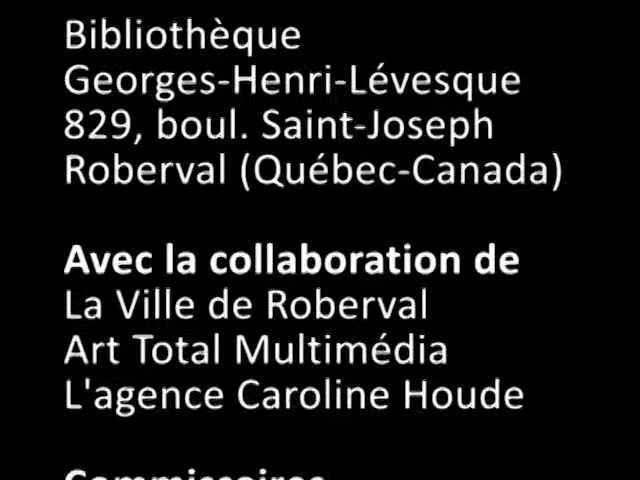 Bibliothèque
Georges-Henri-Lévesque
829, boul. Saint-Joseph
Roberval (Québec-Canada)
Avec la collaboration de
La Ville de Roberval
Art Total Multimédia
L'agence Caroline Houde